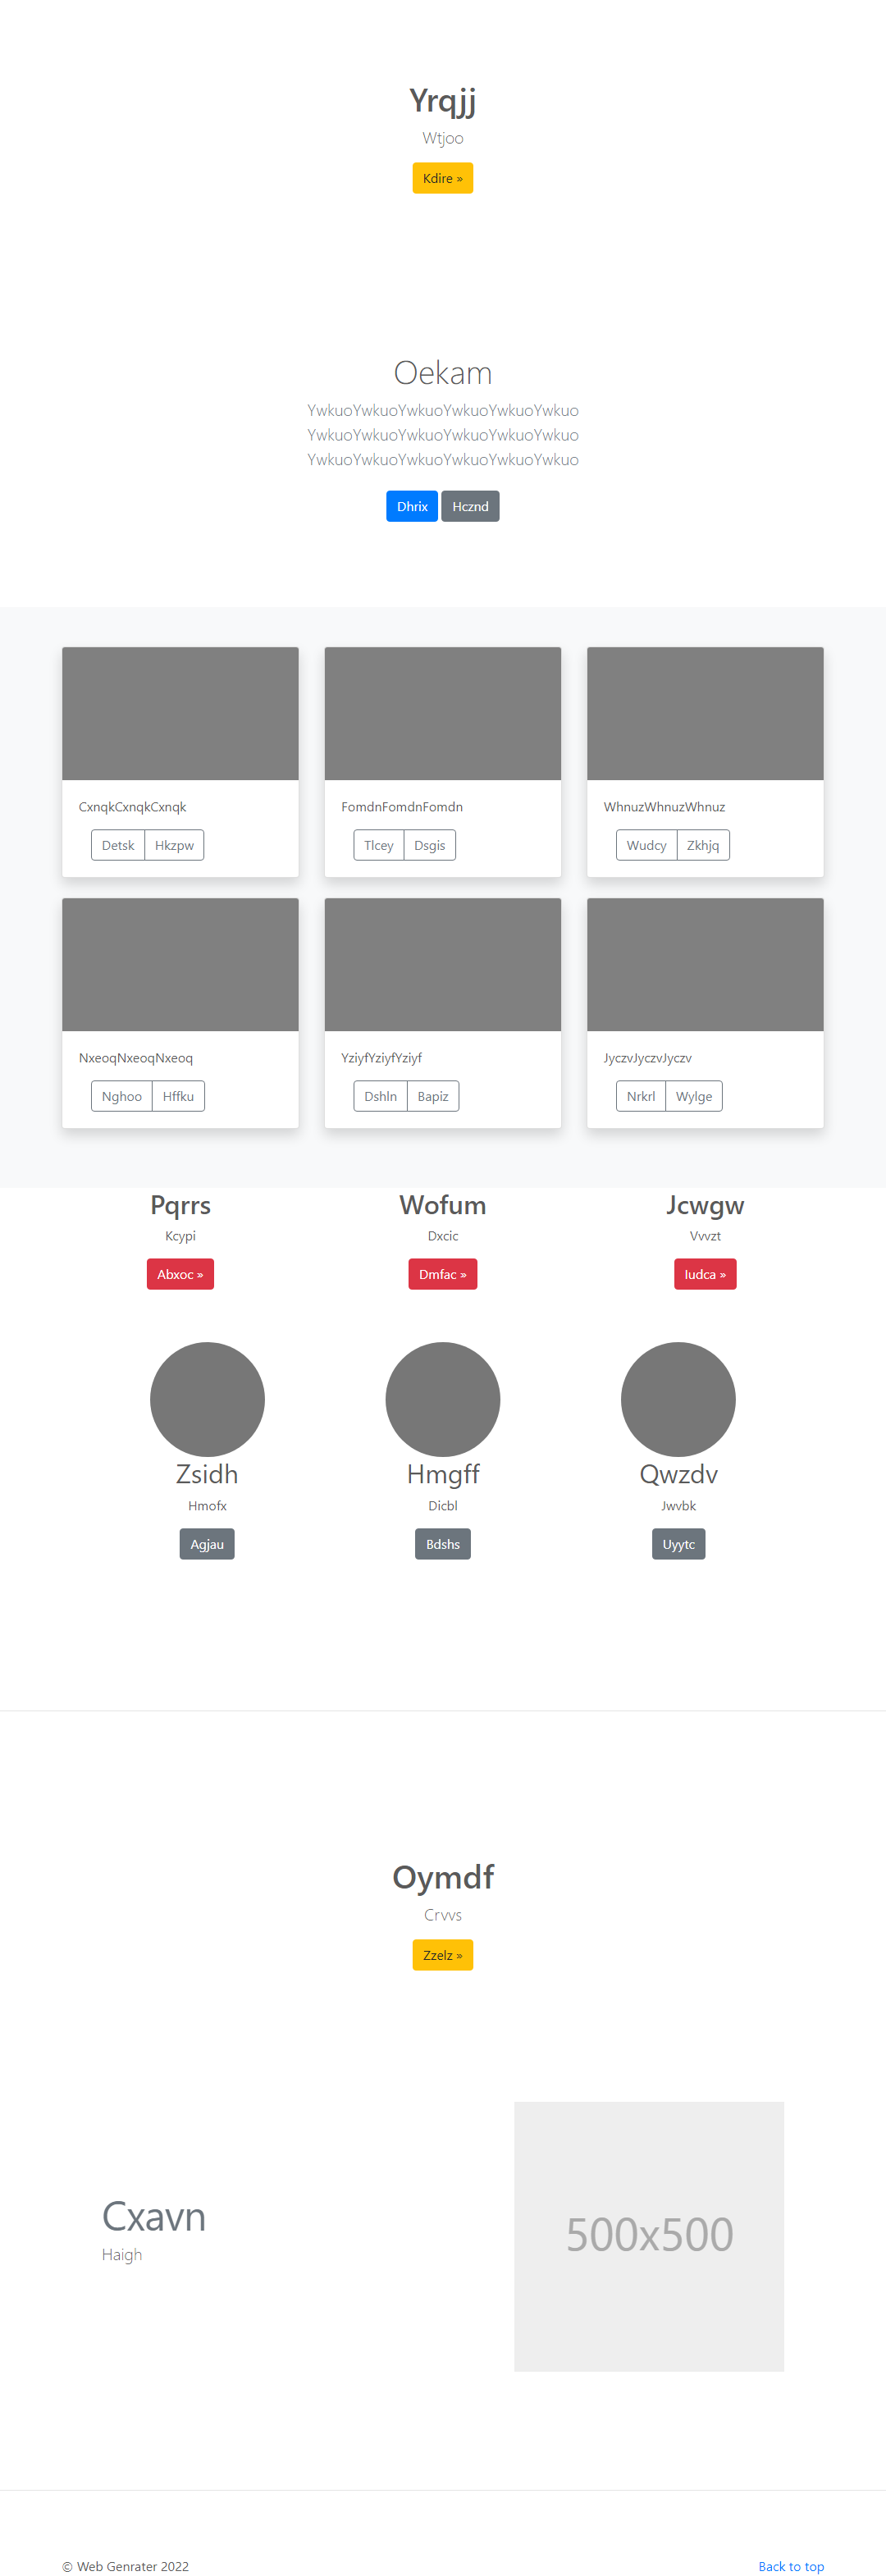 Yrqjj
Wtjoo
Kdire »
Oekam
YwkuoYwkuoYwkuoYwkuoYwkuoYwkuo
YwkuoYwkuoYwkuoYwkuoYwkuoYwkuo
YwkuoYwkuoYwkuoYwkuoYwkuoYwkuo
Dhrix Hcznd
CxnqkCxnqkCxnqk
Detsk Hkzpw
FomdnFomdnFomdn
Tlcey Dsgis
WhnuzWhnuzWhnuz
Wudcy Zkhjq
NxeoqNxeoqNxeoq
Nghoo Hffku
YziyfYziyfYziyf
Dshln Bapiz
JyczvJyczvJyczv
Nrkrl Wylge
Pqrrs
Kcypi
Abxoc »
Wofum
Dxcic
Dmfac »
Jcwgw
Vvvzt
Iudca »
Zsidh
Hmofx
Agjau
Hmgff
Dicbl
Bdshs
Qwzdv
Jwvbk
Uyytc
Oymdf
Crvvs
Zzelz »
Cxavn
Haigh
500x500
© Web Genrater 2022
Back to top